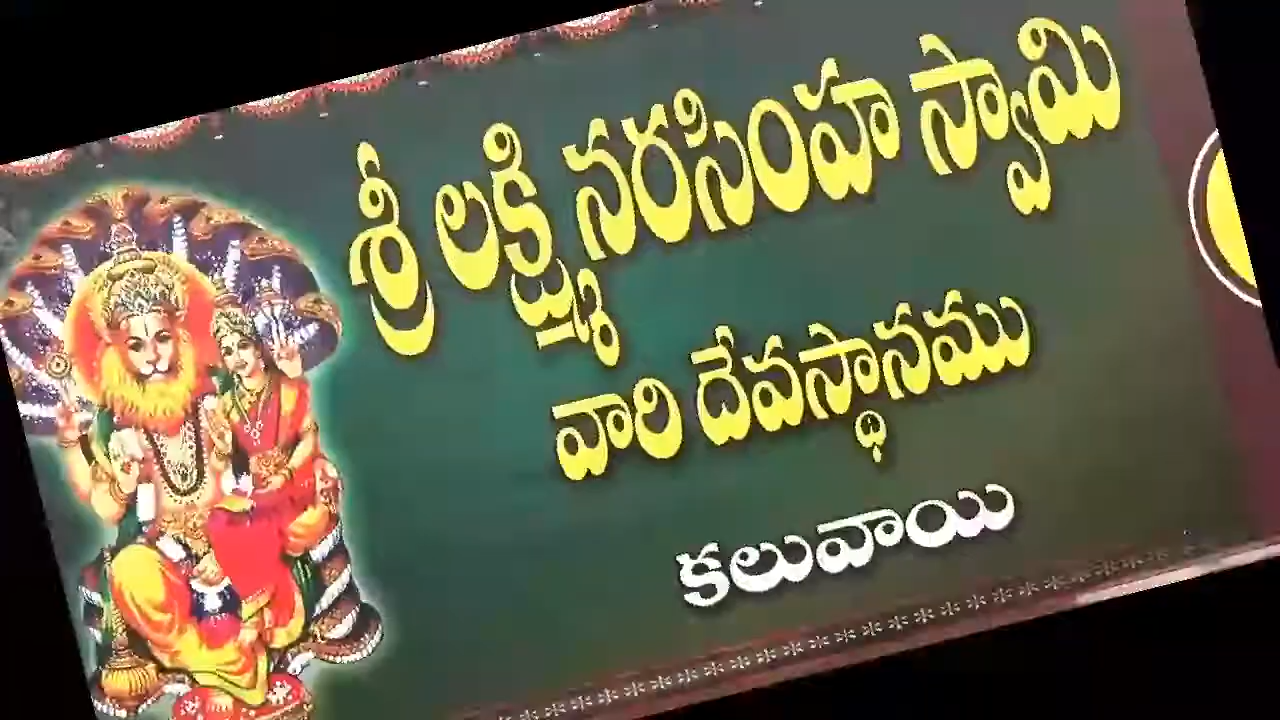 శ్రీ లక్ష్మి నరసింహ స్వామి
వారి దేవస్థానము
కలువాయి